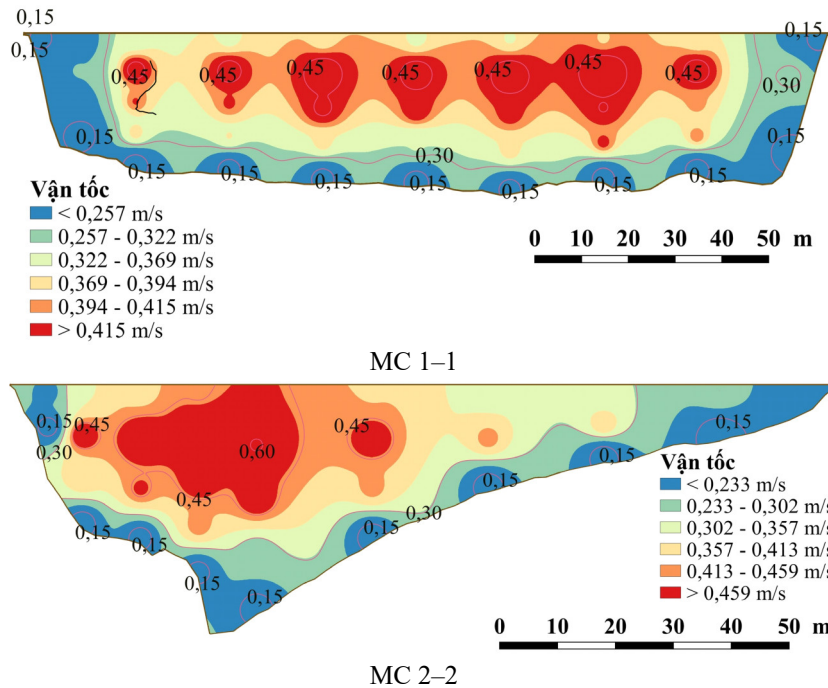 0,15
0,15
0,15
0,15
0,45
0,45
0,45
0,45
0,45
0,45
0,45
0,30
0,15
0,30
0,15
0,15
0,15
0,15
0,15
0,15
0,15
0,15
Vận tốc
< 0,257 m/s
0,257 - 0,322 m/s
0,322 - 0,369 m/s
0,369 - 0,394 m/s
0,394 - 0,415 m/s
> 0,415 m/s
0 10 20 30 40 50 m
MC 1–1
0,15
0,45
0,30
0,60
0,45
0,15
0,45
0,15
0,15
0,30
0,15
0,15
0,15
0,15
0,15
Vận tốc
< 0,233 m/s
0,233 - 0,302 m/s
0,302 - 0,357 m/s
0,357 - 0,413 m/s
0,413 - 0,459 m/s
> 0,459 m/s
0 10 20 30 40 50 m
MC 2–2